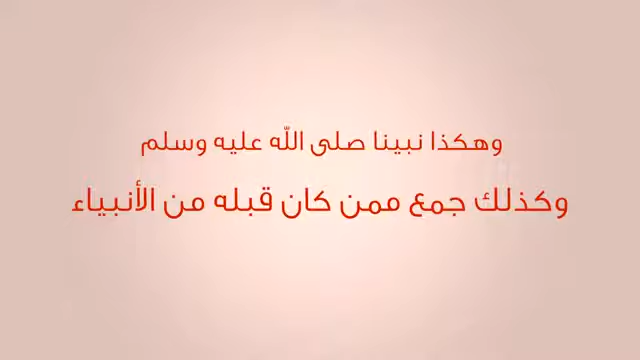 وهكذا نبينا صلى الله عليه وسلم
وكذلك جمع ممن كان قبله من الأنبياء